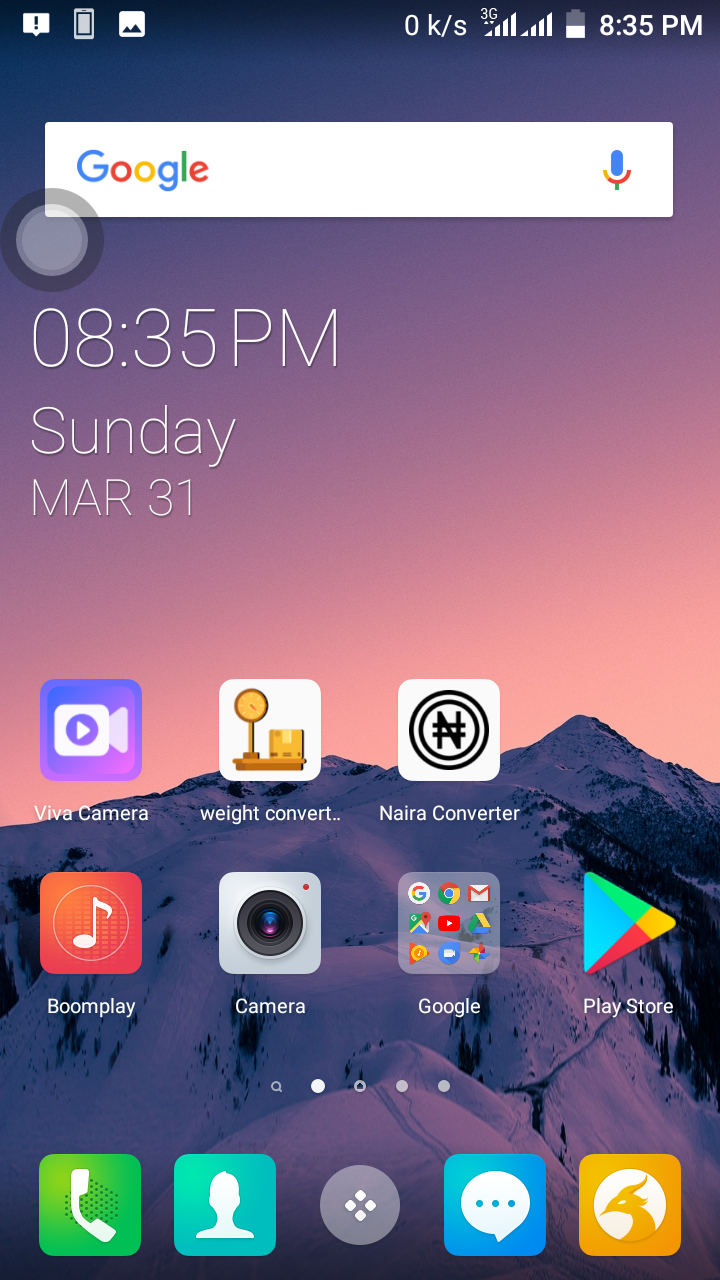 0 k/s 3G 8:35 PM
Google
08:35 PM
Sunday
MAR 31
Viva Camera weight convert.. Naira Converter
Boomplay Camera Google Play Store